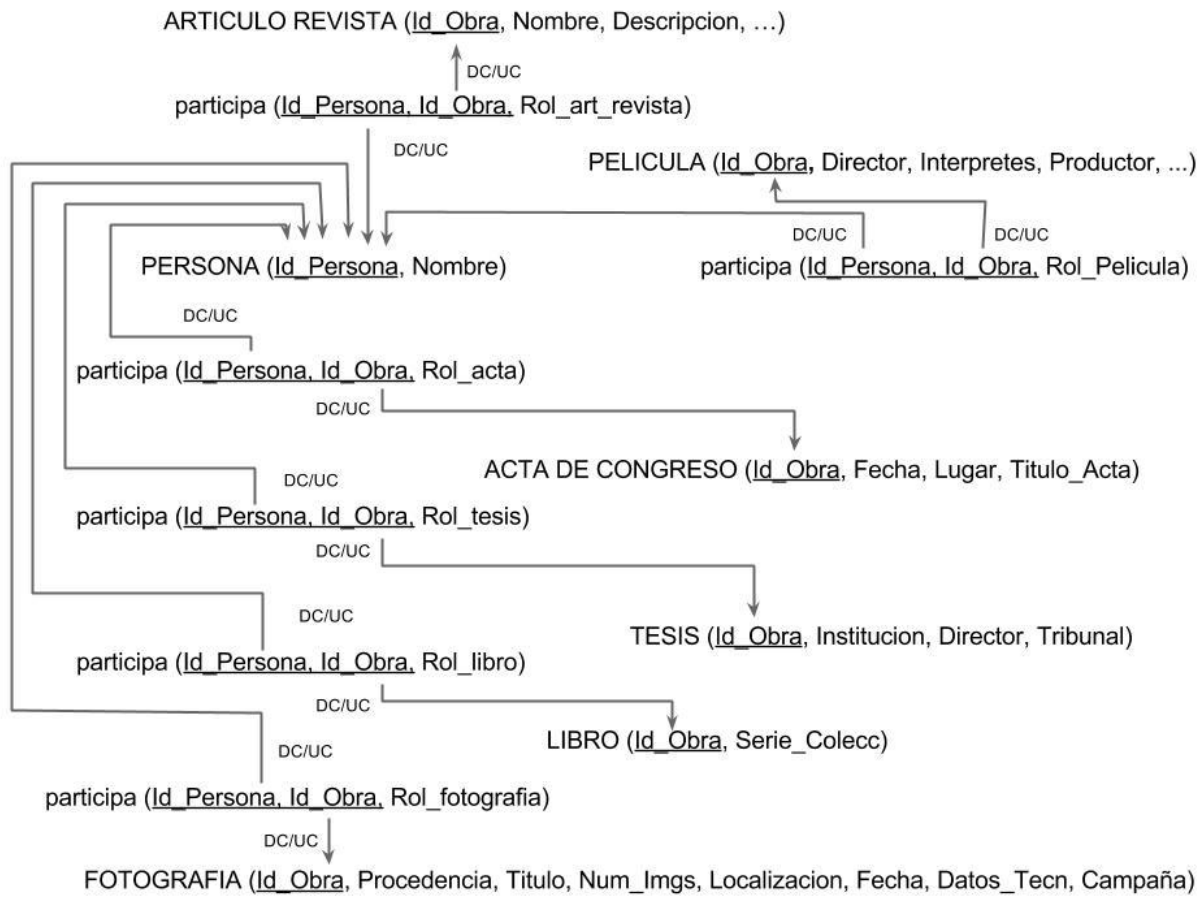 ARTICULO REVISTA (Id_Obra, Nombre, Descripcion, …)
DC/UC
participa (Id_Persona, Id_Obra, Rol_art_revista)
DC/UC
PELICULA (Id_Obra, Director, Interpretes, Productor, ...)
DC/UC
DC/UC
PERSONA (Id_Persona, Nombre)
participa (Id_Persona, Id_Obra, Rol_Pelicula)
DC/UC
participa (Id_Persona, Id_Obra, Rol_acta)
DC/UC
ACTA DE CONGRESO (Id_Obra, Fecha, Lugar, Titulo_Acta)
DC/UC
participa (Id_Persona, Id_Obra, Rol_tesis)
DC/UC
DC/UC
TESIS (Id_Obra, Institucion, Director, Tribunal)
participa (Id_Persona, Id_Obra, Rol_libro)
DC/UC
LIBRO (Id_Obra, Serie_Colecc)
DC/UC
participa (Id_Persona, Id_Obra, Rol_fotografia)
DC/UC
FOTOGRAFIA (Id_Obra, Procedencia, Titulo, Num_Imgs, Localizacion, Fecha, Datos_Tecn, Campaña)